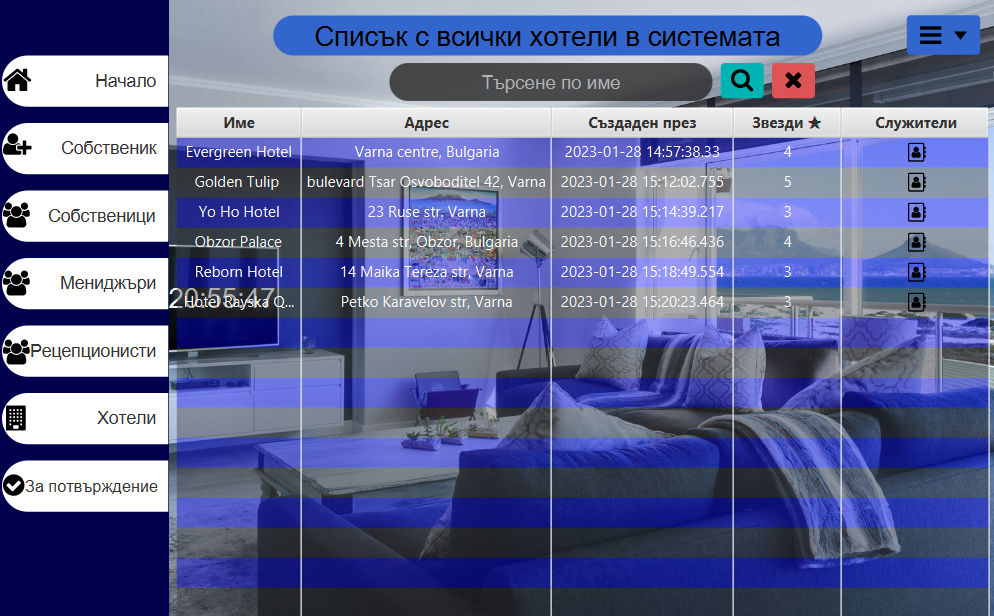 Списък с всички хотели в системата
Търсене по име
Начало
Собственик
Собственици
Мениджъри
Рецепционисти
Хотели
За потвърждение
Име Адрес Създаден през Звезди Служители
Evergreen Hotel Varna centre, Bulgaria 2023-01-28 14:57:38.33 4
Golden Tulip bulevard Tsar Osvoboditel 42, Varna 2023-01-28 15:12:02.755 5
Yo Ho Hotel 23 Ruse str. Varna 2023-01-28 15:14:39.217 3
Obzor Palace 4 Mesta str, Obzor, Bulgaria 2023-01-28 15:16:46.436 4
Reborn Hotel 14 Maika Tereza str, Varna 2023-01-28 15:18:49.554 3
Hotel Rayska Q... Petko Karavelov str, Varna 2023-01-28 15:20:23.464 3
20:55:47